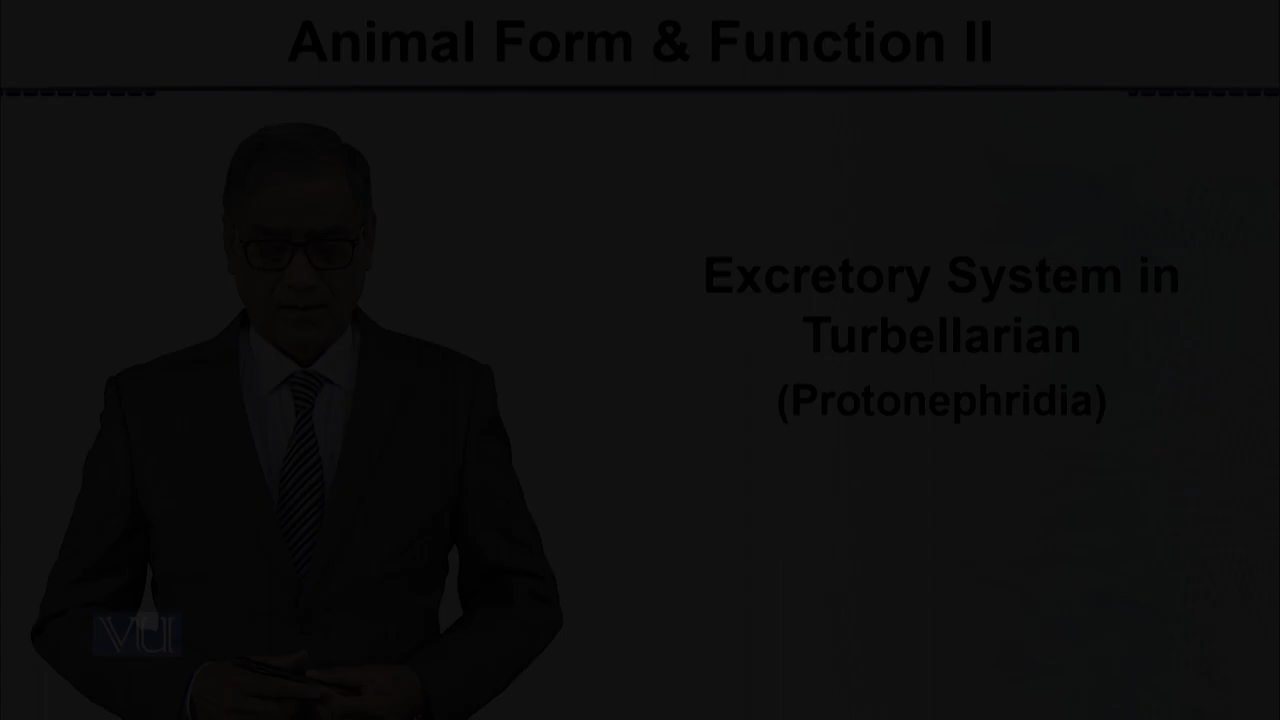 Animal Form & Function II
Excretory System in
Turbellarian
(Protonephridia)
VU